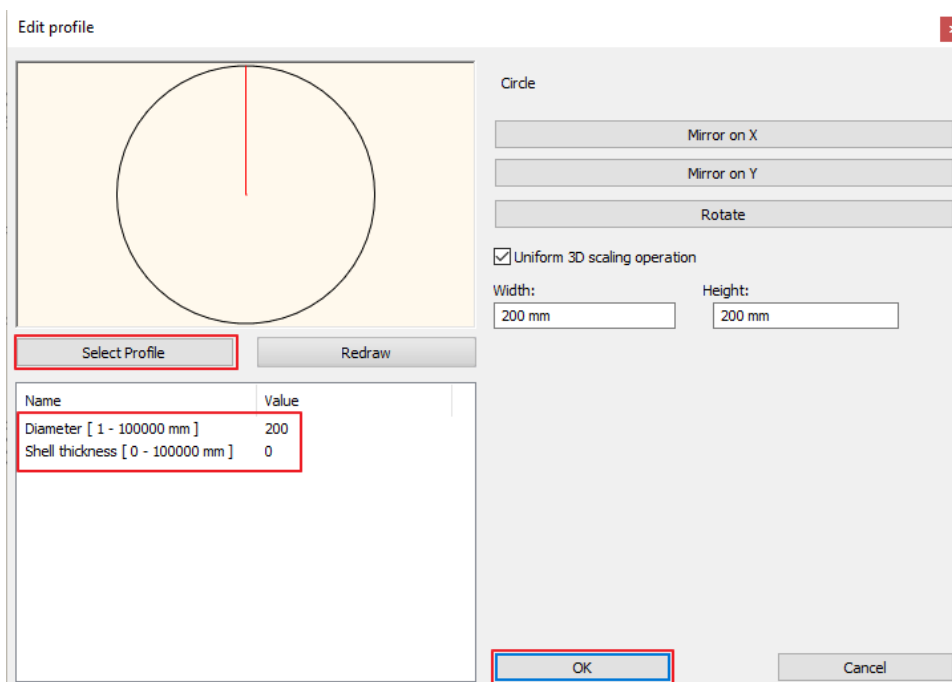 Edit profile
Circle
Mirror on X
Mirror on Y
Rotate
Uniform 3D scaling operation
Width: Height:
200 mm 200 mm
Select Profile Redraw
Name Value
Diameter [ 1 - 100000 mm ] 200
Shell thickness [ 0 - 100000 mm ] 0
OK Cancel